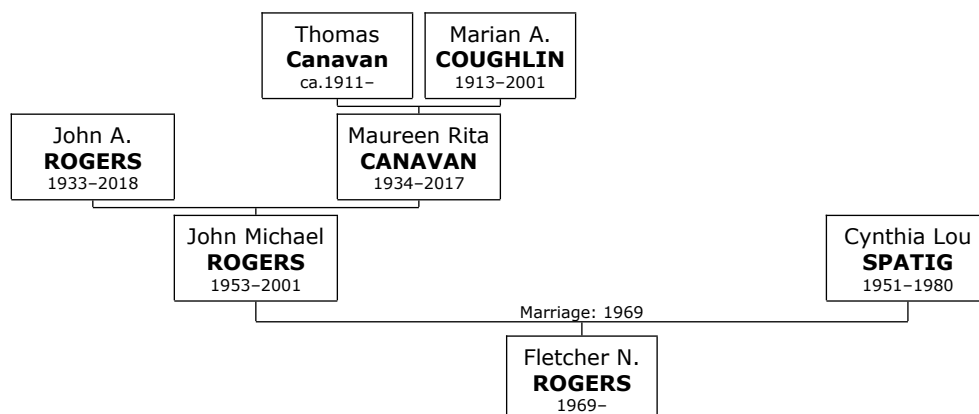 Thomas
Canavan
ca.1911–
Marian A.
COUGHLIN
1913–2001
John A.
ROGERS
1933–2018
Maureen Rita
CANAVAN
1934–2017
John Michael
ROGERS
1953–2001
Cynthia Lou
SPATIG
1951–1980
Marriage: 1969
Fletcher N.
ROGERS
1969–